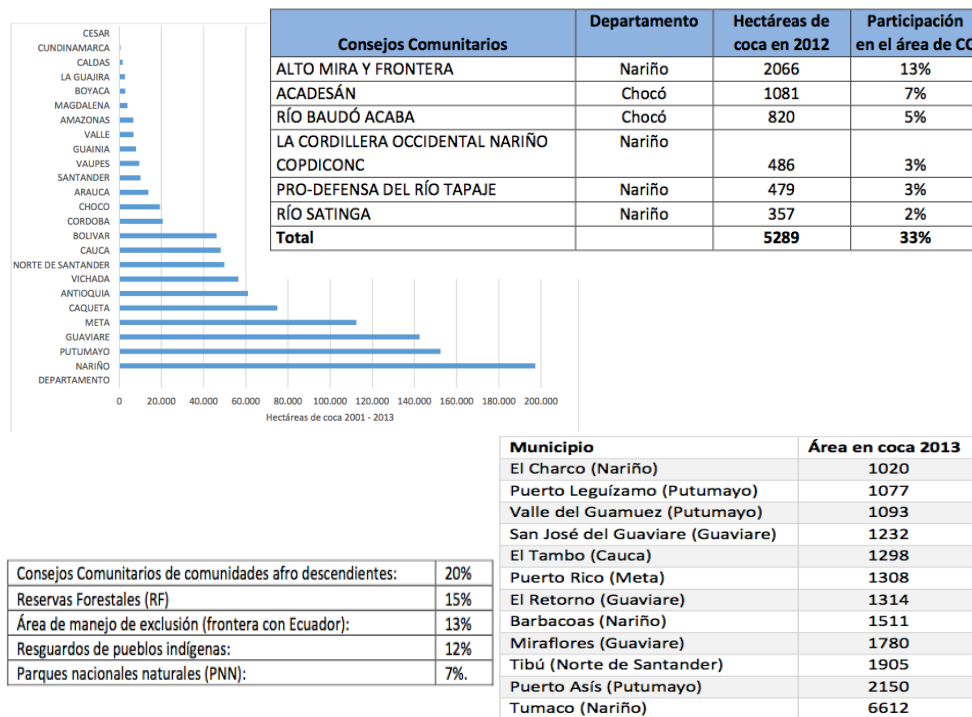 CESAR
CUNDINAMARCA
CALDAS
LA GUAJIRA
BOYACA
MAGDALENA
AMAZONAS
VALLE
GUAINIA
VAUPES
SANTANDER
ARAUCA
CHOCO
CORDOBA
BOLIVAR
CAUCA
NORTE DE SANTANDER
VICHADA
ANTIOQUIA
CAQUETA
META
GUAVIARE
PUTUMAYO
NARIÑO
DEPARTAMENTO
0 20.000 40.000 60.000 80.000 100.000 120.000 140.000 160.000 180.000 200.000
Hectáreas de coca 2001 - 2013
Departamento Hectáreas de Participación
Consejos Comunitarios coca en 2012 en el área de CC
ALTO MIRA Y FRONTERA Nariño 2066 13%
ACADESÁN Chocó 1081 7%
RÍO BAUDÓ ACABA Chocó 820 5%
LA CORDILLERA OCCIDENTAL NARIÑO Nariño
COPDICONC 486 3%
PRO-DEFENSA DEL RÍO TAPAJE Nariño 479 3%
RÍO SATINGA Nariño 357 2%
Total 5289 33%
Municipio Área en coca 2013
El Charco (Nariño) 1020
Puerto Leguízamo (Putumayo) 1077
Valle del Guamuez (Putumayo) 1093
San José del Guaviare (Guaviare) 1232
El Tambo (Cauca) 1298
Puerto Rico (Meta) 1308
El Retorno (Guaviare) 1314
Barbacoas (Nariño) 1511
Miraflores (Guaviare) 1780
Tibú (Norte de Santander) 1905
Puerto Asís (Putumayo) 2150
Tumaco (Nariño) 6612
Consejos Comunitarios de comunidades afro descendientes: 20%
Reservas Forestales (RF) 15%
Área de manejo de exclusión (frontera con Ecuador): 13%
Resguardos de pueblos indígenas: 12%
Parques nacionales naturales (PNN): 7%.